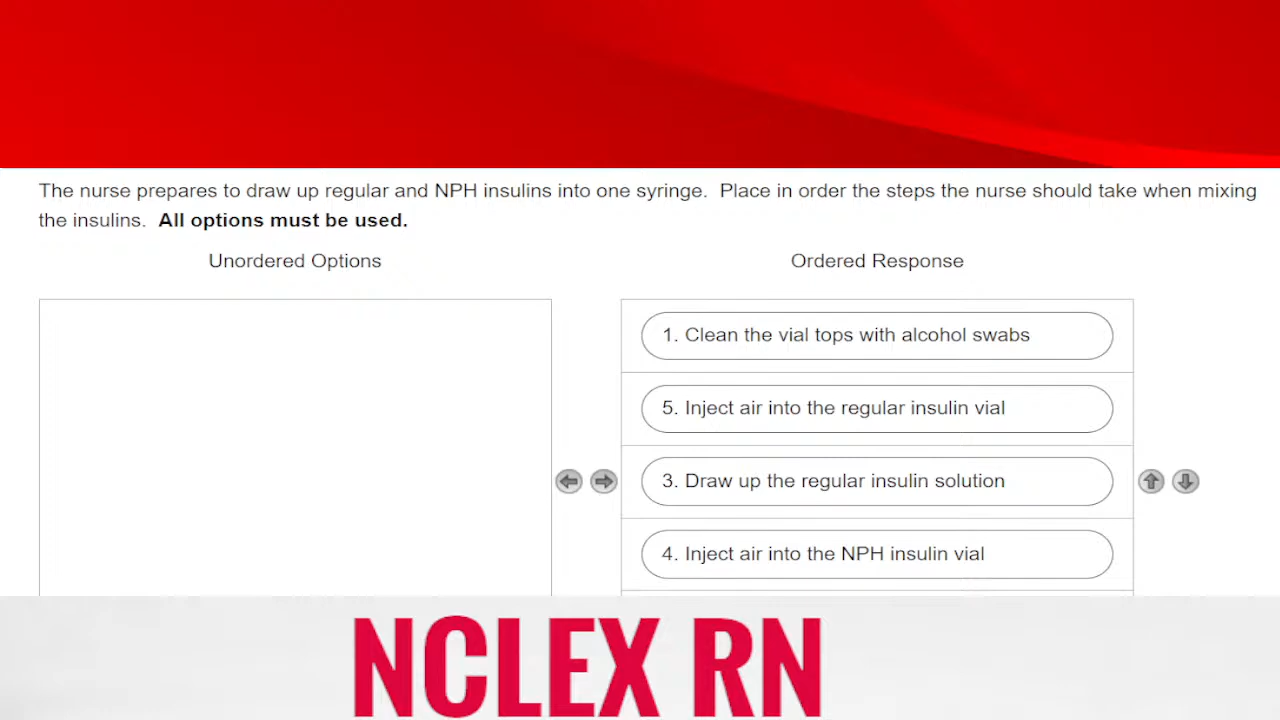 The nurse prepares to draw up regular and NPH insulins into one syringe.  Place in order the steps the nurse should take when mixing
the insulins.  All options must be used.
Unordered Options
Ordered Response
1. Clean the vial tops with alcohol swabs
5. Inject air into the regular insulin vial
3. Draw up the regular insulin solution
4. Inject air into the NPH insulin vial
NCLEX RN